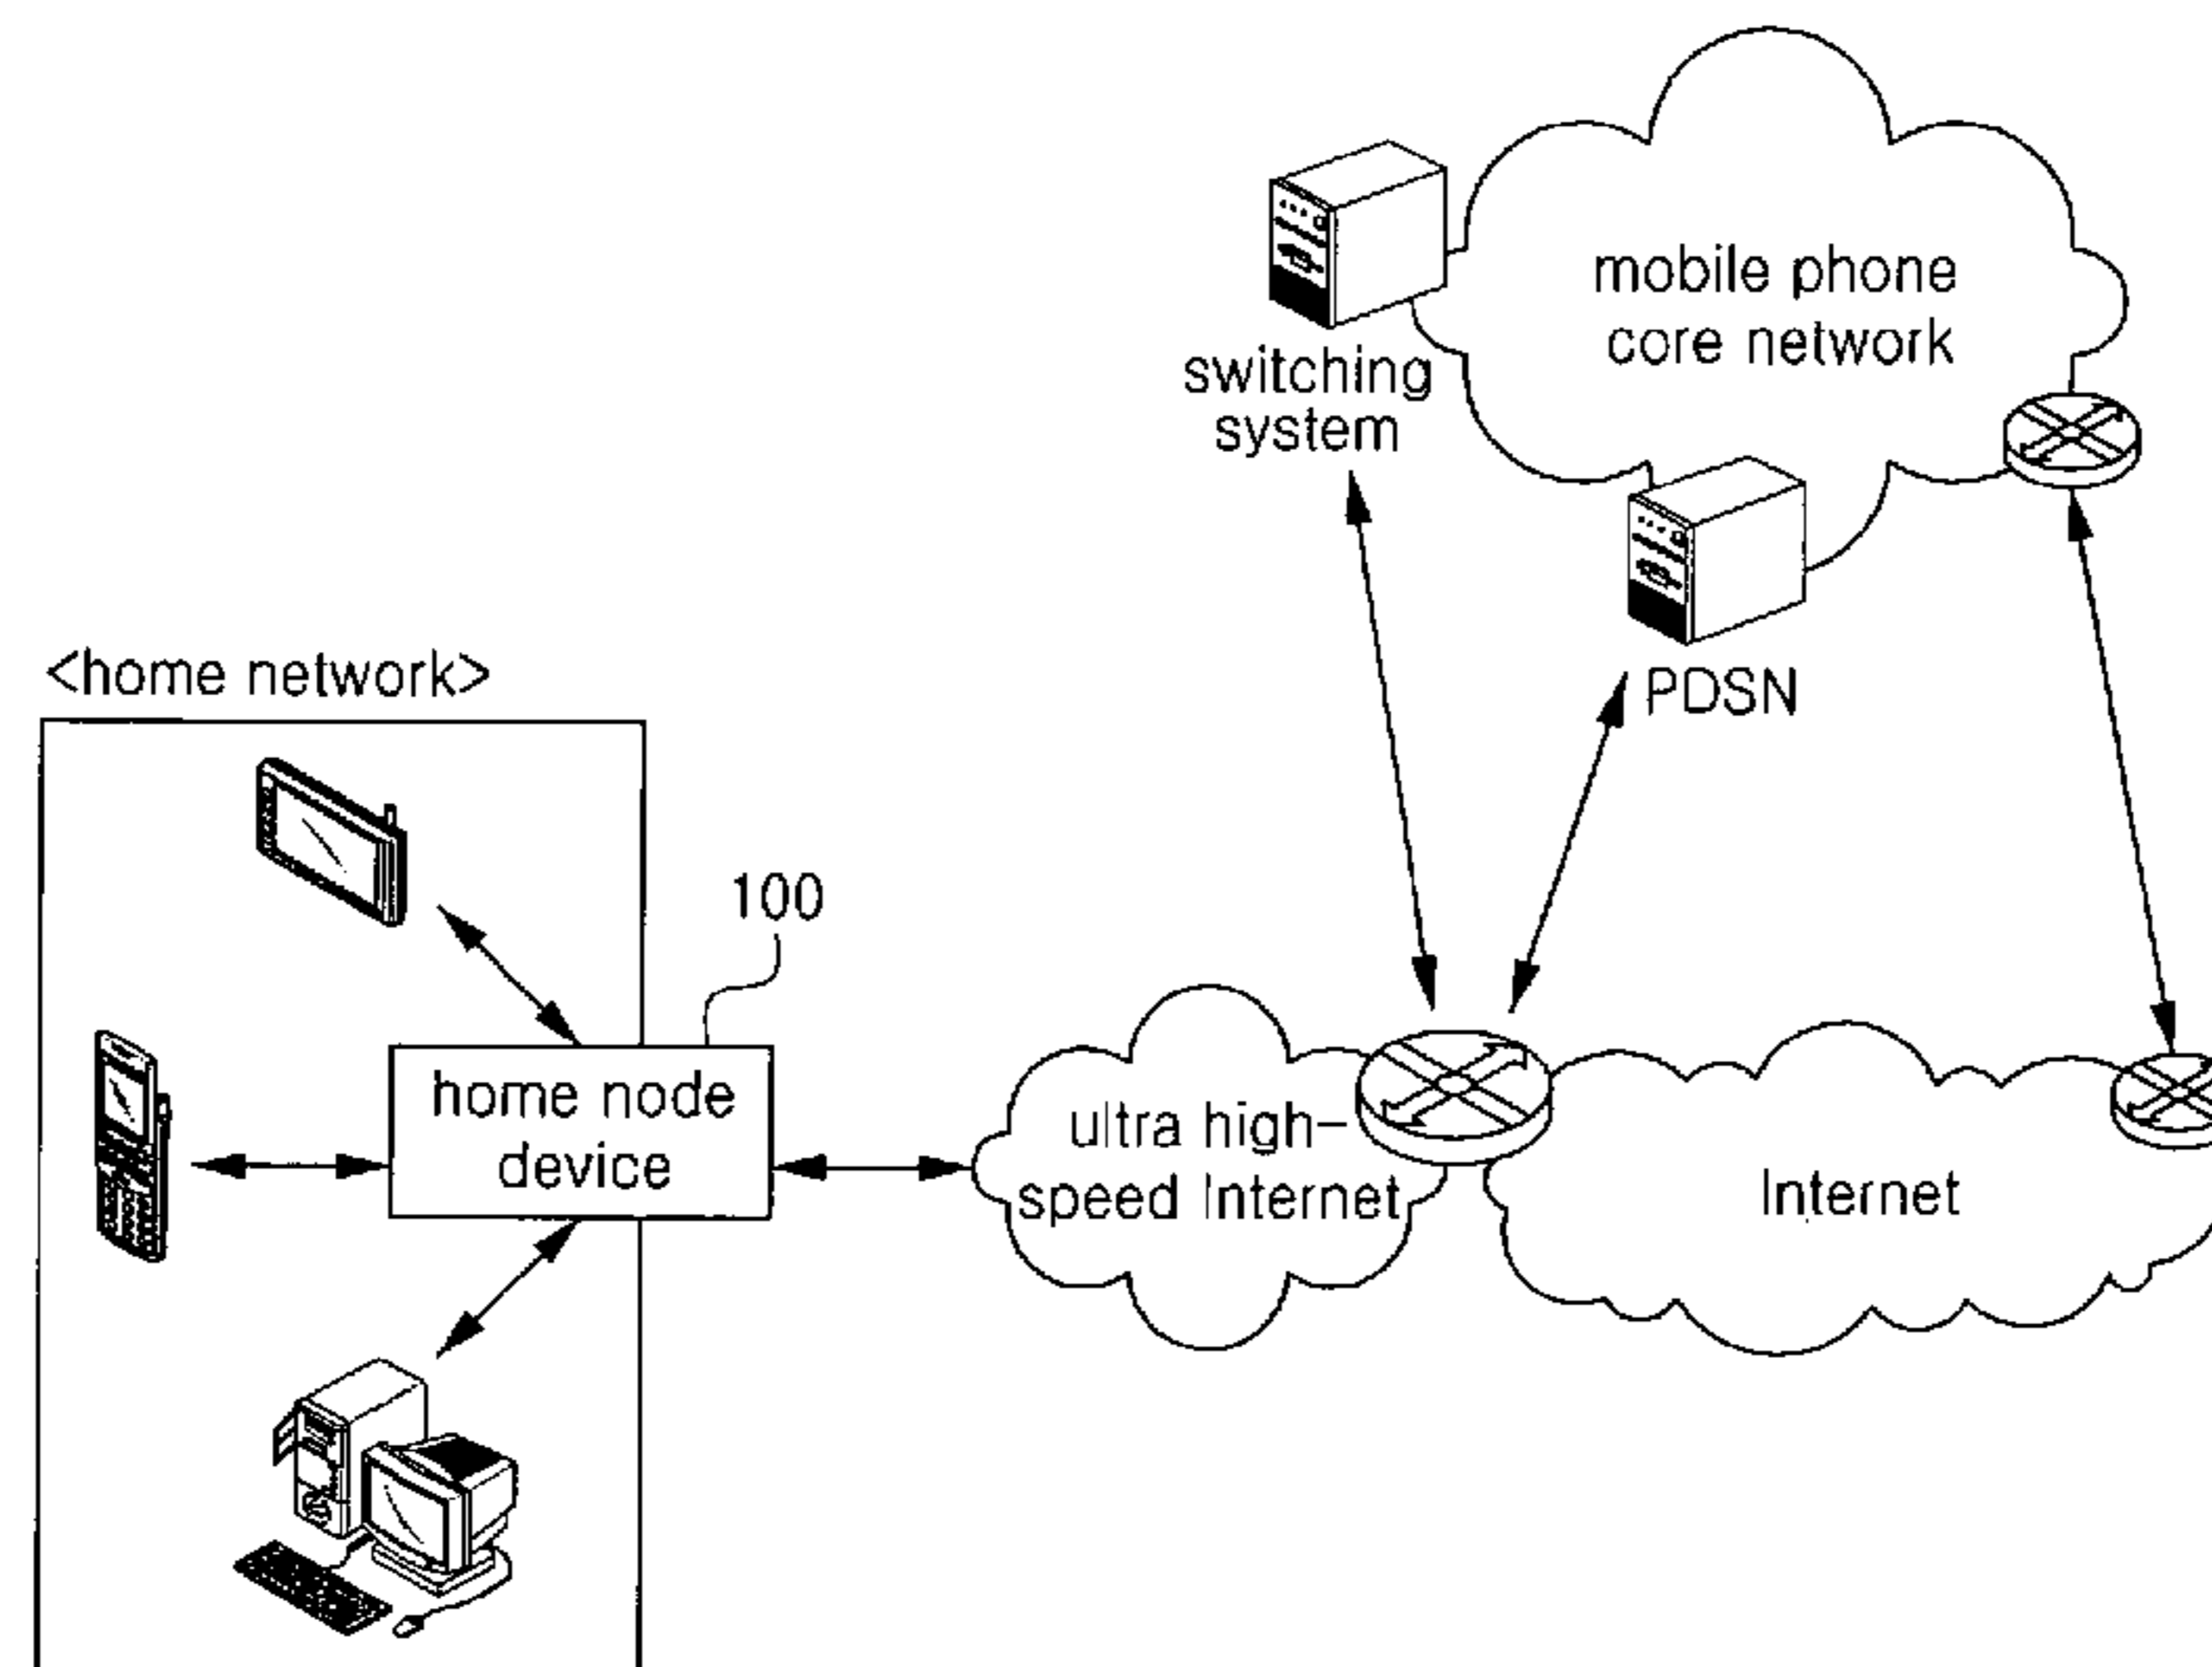 mobile phone
core network
switching
system
PDSN
<home network>
100
home node
device
ultra high-
speed Internet
Internet